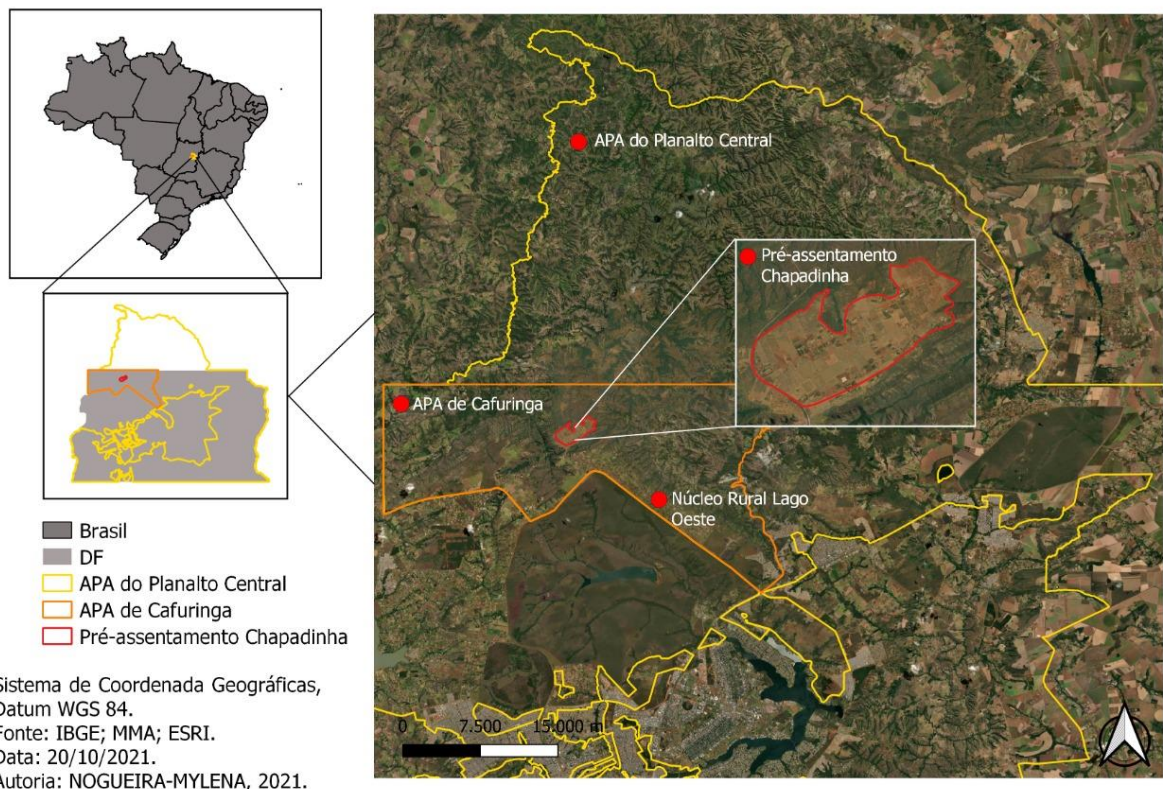 APA do Planalto Central
Pré-assentamento
Chapadinha
APA de Cafuringa
Núcleo Rural Lago
Oeste
0 7.500 15.000 m
Brasil
DF
APA do Planalto Central
APA de Cafuringa
Pré-assentamento Chapadinha
Sistema de Coordenada Geográficas,
Datum WGS 84.
Fonte: IBGE; MMA; ESRI.
Data: 20/10/2021.
Autoria: NOGUEIRA-MYLENA, 2021.